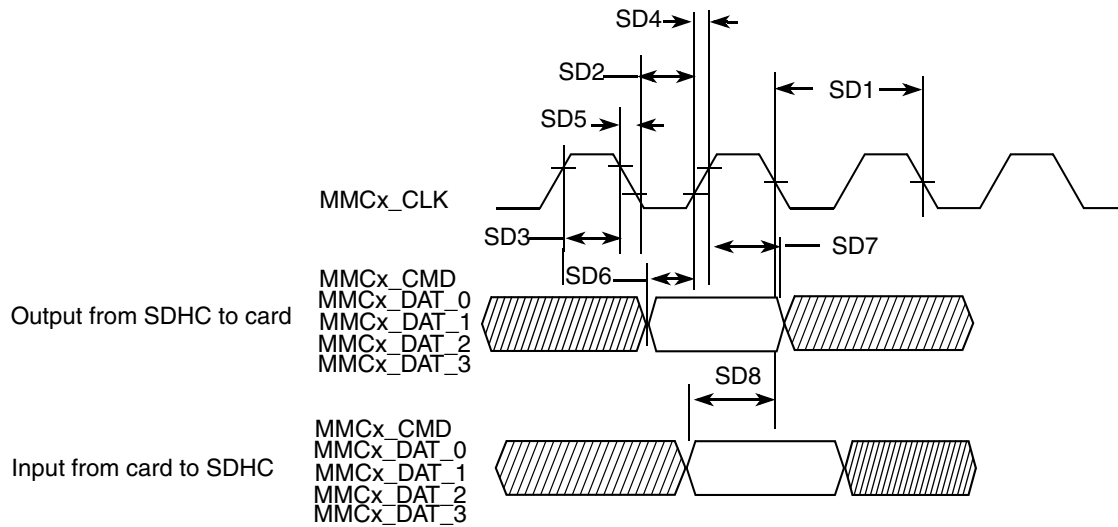 SD4
SD2
SD1
SD5
MMCx_CLK
SD3
SD7
SD6
MMCx_CMD
MMCx_DAT_0
Output from SDHC to card
MMCx_DAT_1
MMCx_DAT_2
MMCx_DAT_3
SD8
MMCx_CMD
MMCx_DAT_0
Input from card to SDHC
MMCx_DAT_1
MMCx_DAT_2
MMCx_DAT_3